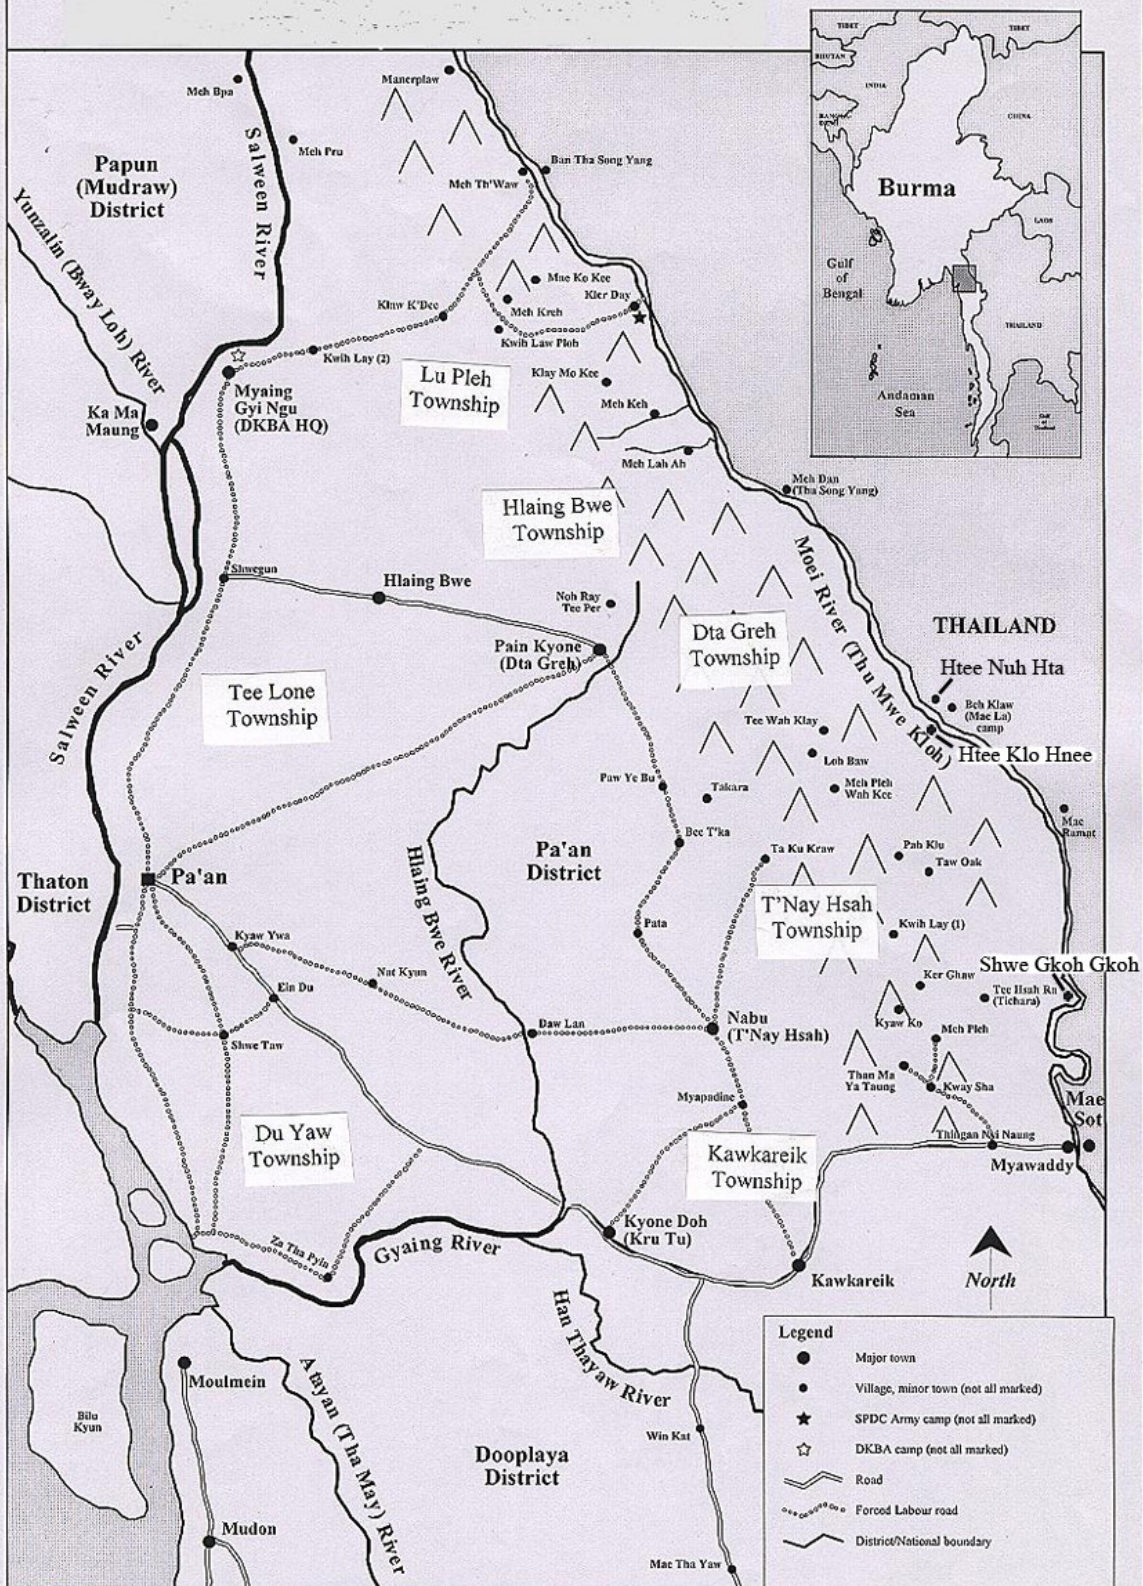 TIBET
TIBET
BHUTAN
INDIA
CHINA
Burma
LAOS
Gulf
of
Bengal
THAILAND
Andaman
Sea
Gulf
of
Thailand
Manerplaw
Meh Bpa
Salween River
Meh Pru
Papun
(Mudraw)
District
Yunzalin (Bway Loh) River
Ban Tha Song Yang
Meh Th'Waw
Mae Ko Kee
Kler Day
Meh Kreh
Klaw K'Dee
Kwih Law Ploh
Kwih Lay (2)
Lu Pleh
Township
Klay Mo Kee
Myaing
Gyi Ngu
(DKBA HQ)
Meh Keh
Ka Ma
Maung
Meh Lah Ah
Meh Dan
(Tha Song Yang)
Hlaing Bwe
Township
Moei River (Thu Mwe Kloh)
Shwegun
Hlaing Bwe
Noh Ray
Tee Per
THAILAND
Dta Greh
Township
Pain Kyone
(Dta Greh)
Htee Nuh Hta
Salween River
Tee Lone
Township
Beh Klaw
(Mae La)
camp
Tee Wah Klay
Htee Klo Hnee
Loh Baw
Paw Ye Bu
Takara
Meh Pleh
Wah Kee
Mae
Ramat
Bee T'ka
Hlaing Bwe River
Pa'an
District
Ta Ku Kraw
Pah Klu
Taw Oak
Thaton
District
Pa'an
T'Nay Hsah
Township
Pata
Kwih Lay (1)
Kyaw Ywa
Nat Kyun
Ker Ghaw
Shwe Gkoh Gkoh
Ein Du
Tee Hsah Ra
(Tichara)
Kyaw Ko
Daw Lan
Nabu
(T'Nay Hsah)
Meh Pleh
Shwe Taw
Than Ma
Ya Taung
Kway Sha
Myapadine
Mae
Sot
Du Yaw
Township
Thingan Nyi Naung
Myawaddy
Kawkareik
Township
Kyone Doh
(Kru Tu)
Za Tha Pyin
Gyaing River
Kawkareik
North
Han Thayaw River
Legend
Major town
Village, minor town (not all marked)
SPDC Army camp (not all marked)
DKBA camp (not all marked)
Road
Forced Labour road
District/National boundary
Moulmein
Atayan (Tha May) River
Bilu
Kyun
Win Kat
Dooplaya
District
Mudon
Mae Tha Yaw